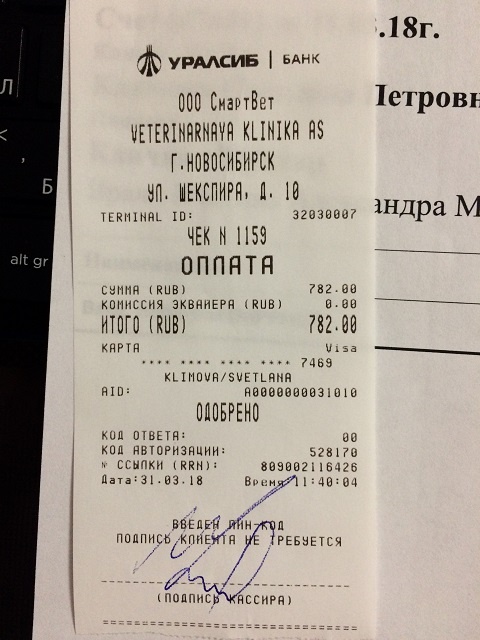 УРАЛСИБ | БАНК
ООО СмартВет
VETERINARNAYA KLINIKA AS
Г.НОВОСИБИРСК
УЛ. ШЕКСПИРА, Д. 10
TERMINAL ID: 32030007
ЧЕК N 1159
ОПЛАТА
СУММА (RUB) 782.00
КОМИССИЯ ЭКВАЙЕРА (RUB) 0.00
ИТОГО (RUB) 782.00
КАРТА Visa
**** **** **** **** 7469
KLIMOVA/SVETLANA
AID: A0000000031010
ОДОБРЕНО
КОД ОТВЕТА: 00
КОД АВТОРИЗАЦИИ: 528170
№ ССЫЛКИ (RRN): 809002116426
Дата:31.03.18 Время 11:40:04
ВВЕДЕН ПИН-КОД
ПОДПИСЬ КЛИЕНТА НЕ ТРЕБУЕТСЯ
(ПОДПИСЬ КАССИРА)
.18г.
Петровн
андра М
Л
<
,
Б
alt gr